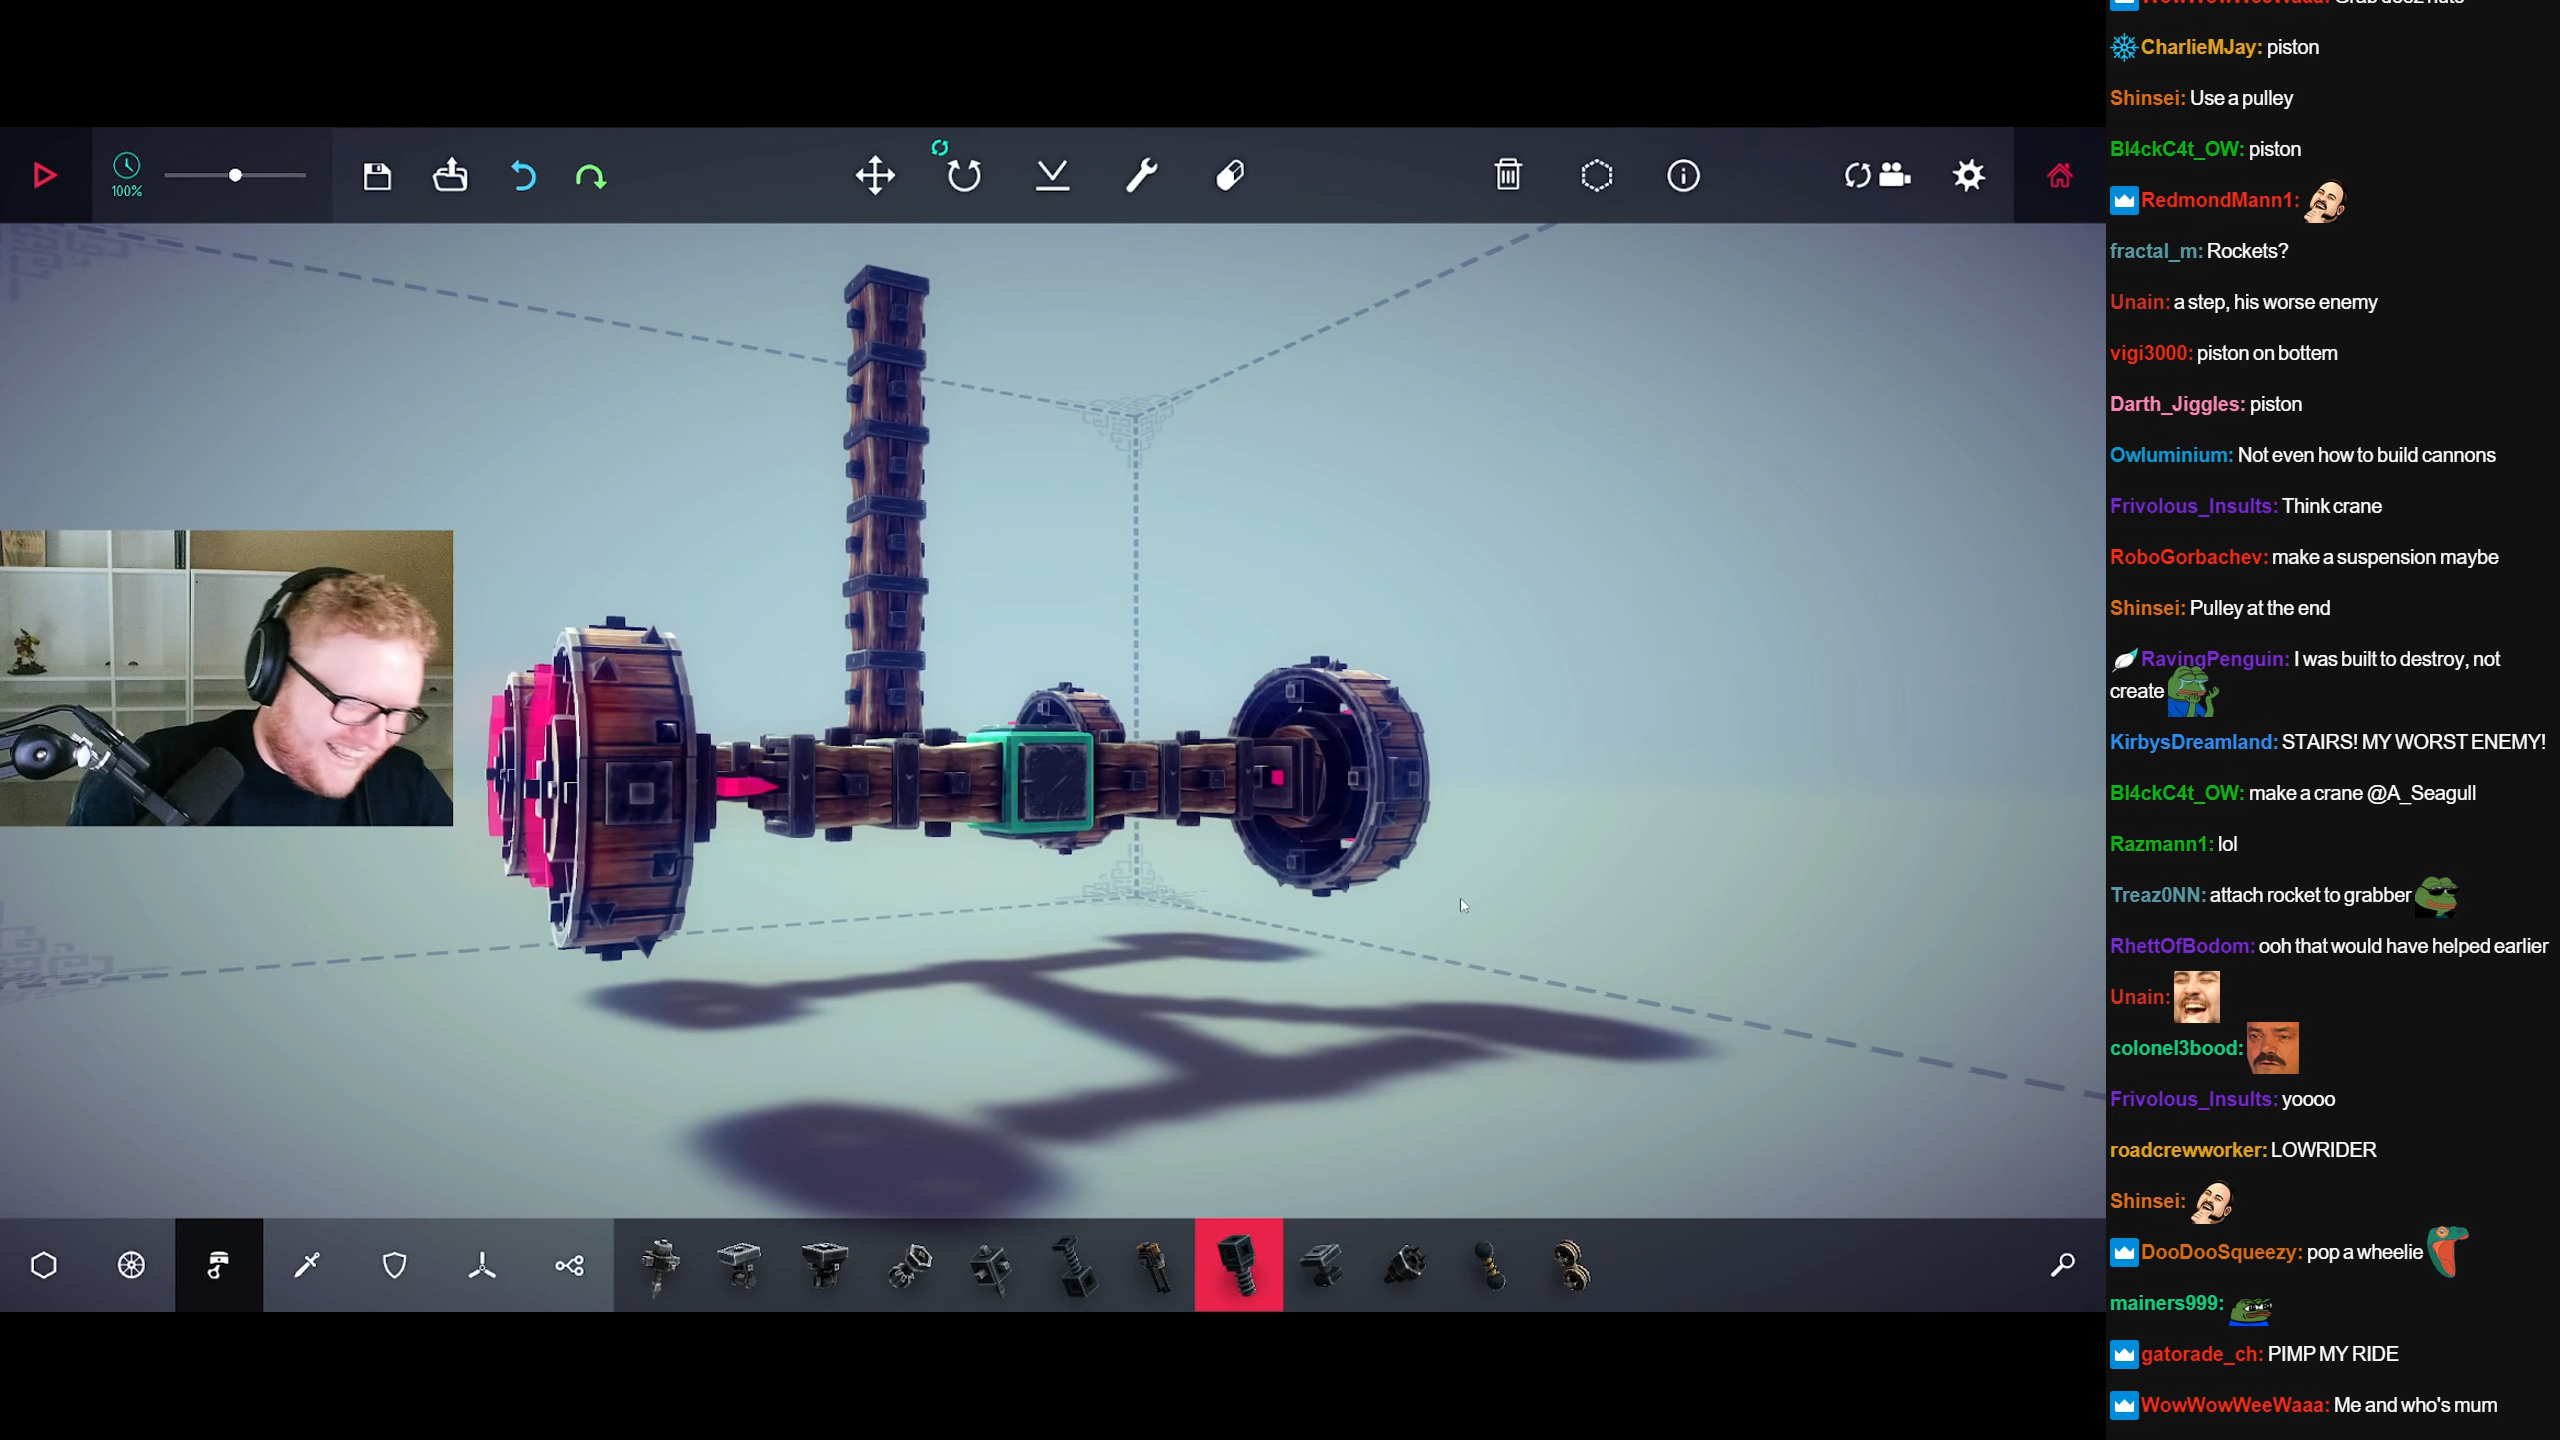 100%
CharlieMJay: piston
Shinsei: Use a pulley
Bl4ckC4t_OW: piston
RedmondMann1:
fractal_m: Rockets?
Unain: a step, his worse enemy
vigi3000: piston on bottem
Darth_Jiggles: piston
Owluminium: Not even how to build cannons
Frivolous_Insults: Think crane
RoboGorbachev: make a suspension maybe
Shinsei: Pulley at the end
RavingPenguin: I was built to destroy, not
create
KirbysDreamland: STAIRS! MY WORST ENEMY!
Bl4ckC4t_OW: make a crane @A_Seagull
Razmann1: lol
Treaz0NN: attach rocket to grabber
RhettOfBodom: ooh that would have helped earlier
Unain:
colonel3bood:
Frivolous_Insults: yoooo
roadcrewworker: LOWRIDER
Shinsei:
DooDooSqueezy: pop a wheelie
mainers999:
gatorade_ch: PIMP MY RIDE
WowWowWeeWaaa: Me and who's mum